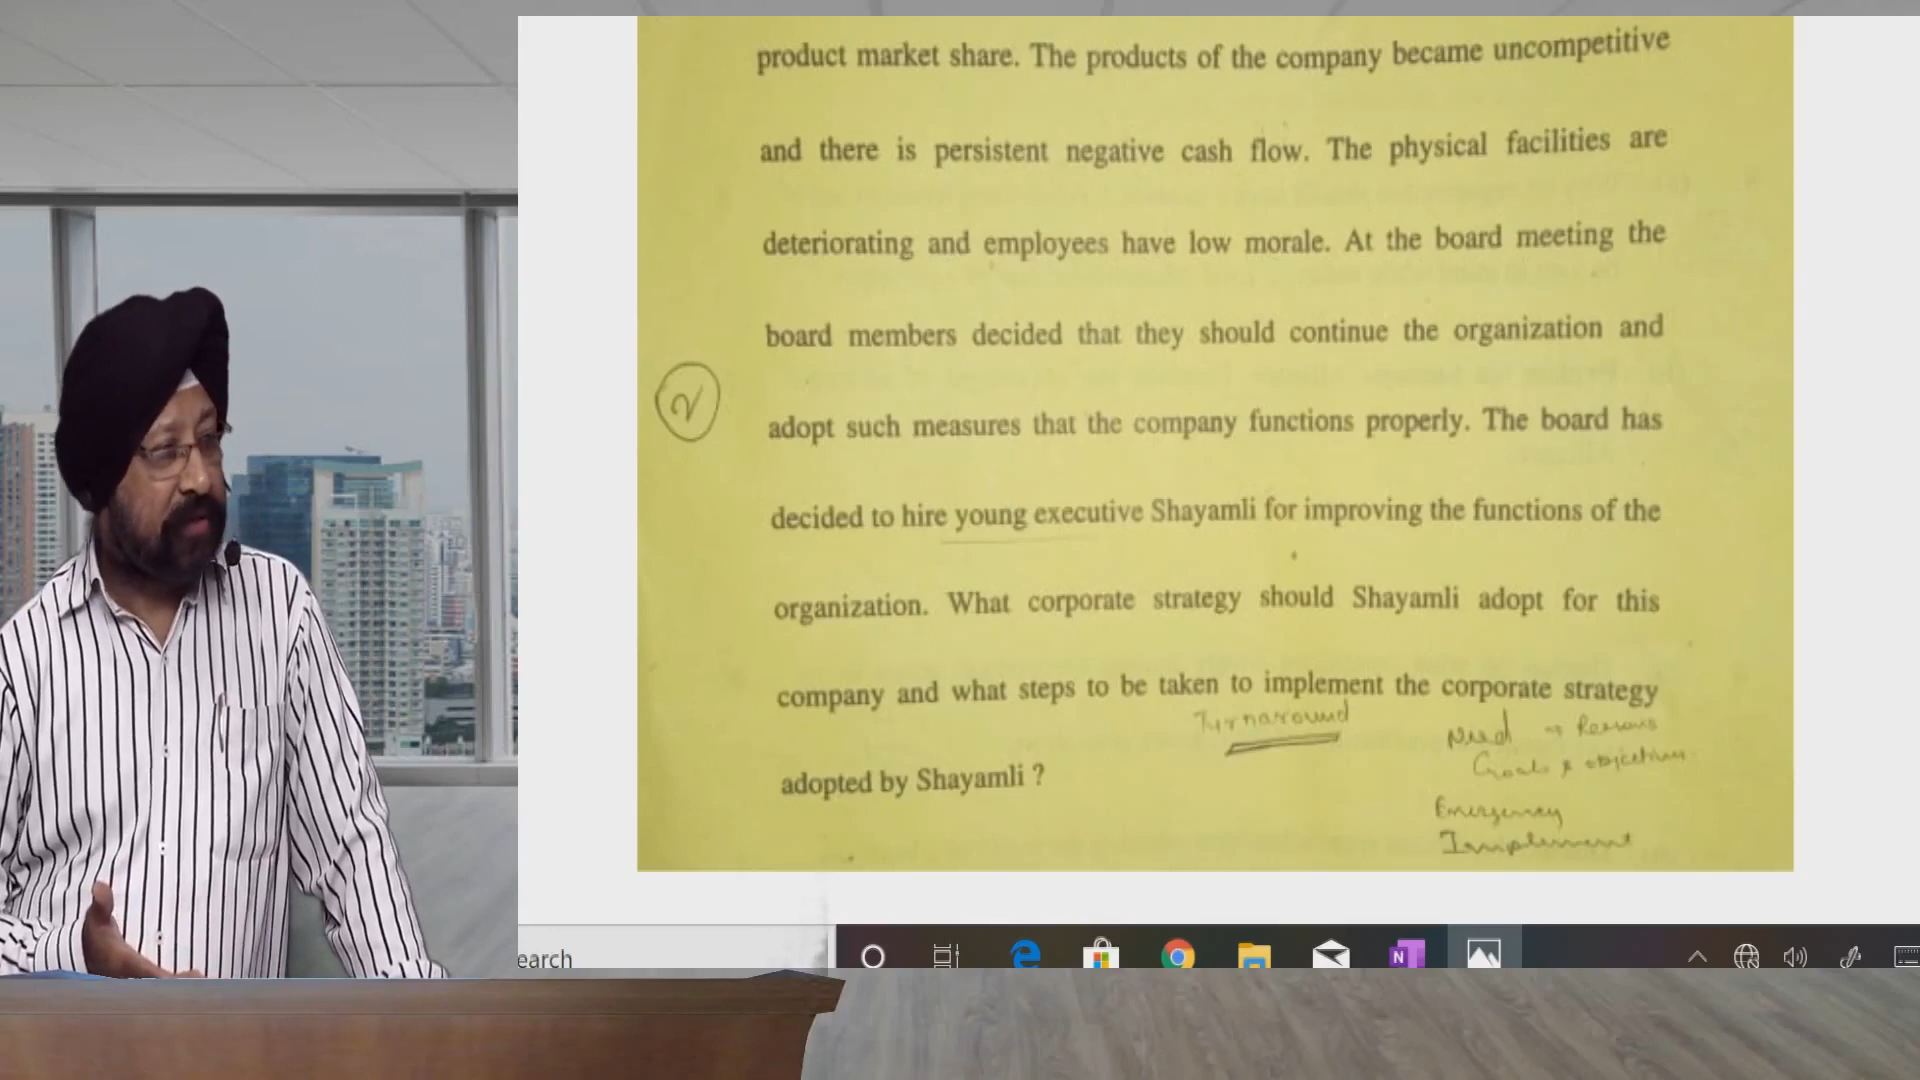 product market share. The products of the company became uncompetitive
and there is persistent negative cash flow. The physical facilities are
deteriorating and employees have low morale. At the board meeting the
board members decided that they should continue the organization and
adopt such measures that the company functions properly. The board has
decided to hire young executive Shayamli for improving the functions of the
organization. What corporate strategy should Shayamli adopt for this
company and what steps to be taken to implement the corporate strategy
Turnaround
adopted by Shayamli ?
Need Reasons
Goals & objectives
Emergency
Implement
earch
N